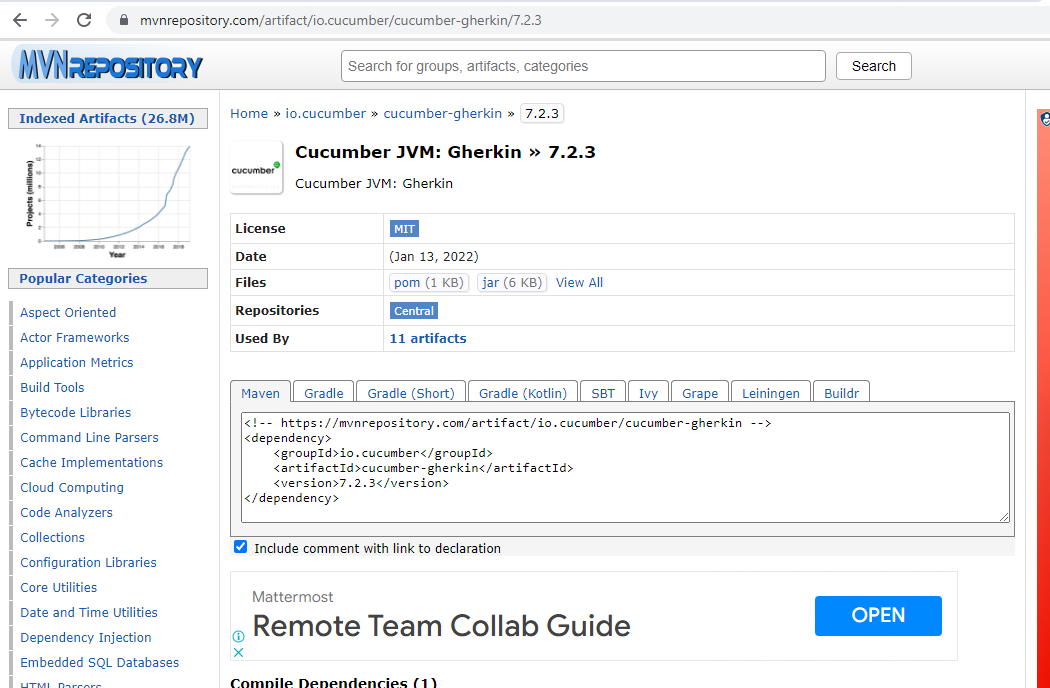 mvnrepository.com/artifact/io.cucumber/cucumber-gherkin/7.2.3
MVNREPOSITORY
Search for groups, artifacts, categories
Search
Indexed Artifacts (26.8M)
Projects (millions)
14
12
10
8
6
4
2
0
2006 2008 2010 2012 2014 2016 2018
Year
Popular Categories
Aspect Oriented
Actor Frameworks
Application Metrics
Build Tools
Bytecode Libraries
Command Line Parsers
Cache Implementations
Cloud Computing
Code Analyzers
Collections
Configuration Libraries
Core Utilities
Date and Time Utilities
Dependency Injection
Embedded SQL Databases
HTML Parsers
Home » io.cucumber » cucumber-gherkin » 7.2.3
cucumber
Cucumber JVM: Gherkin » 7.2.3
Cucumber JVM: Gherkin
License MIT
Date (Jan 13, 2022)
Files pom (1 KB) jar (6 KB) View All
Repositories Central
Used By 11 artifacts
Maven Gradle Gradle (Short) Gradle (Kotlin) SBT Ivy Grape Leiningen Buildr
<!-- https://mvnrepository.com/artifact/io.cucumber/cucumber-gherkin -->
<dependency>
    <groupId>io.cucumber</groupId>
    <artifactId>cucumber-gherkin</artifactId>
    <version>7.2.3</version>
</dependency>
Include comment with link to declaration
Mattermost
Remote Team Collab Guide
OPEN
Compile Dependencies (1)